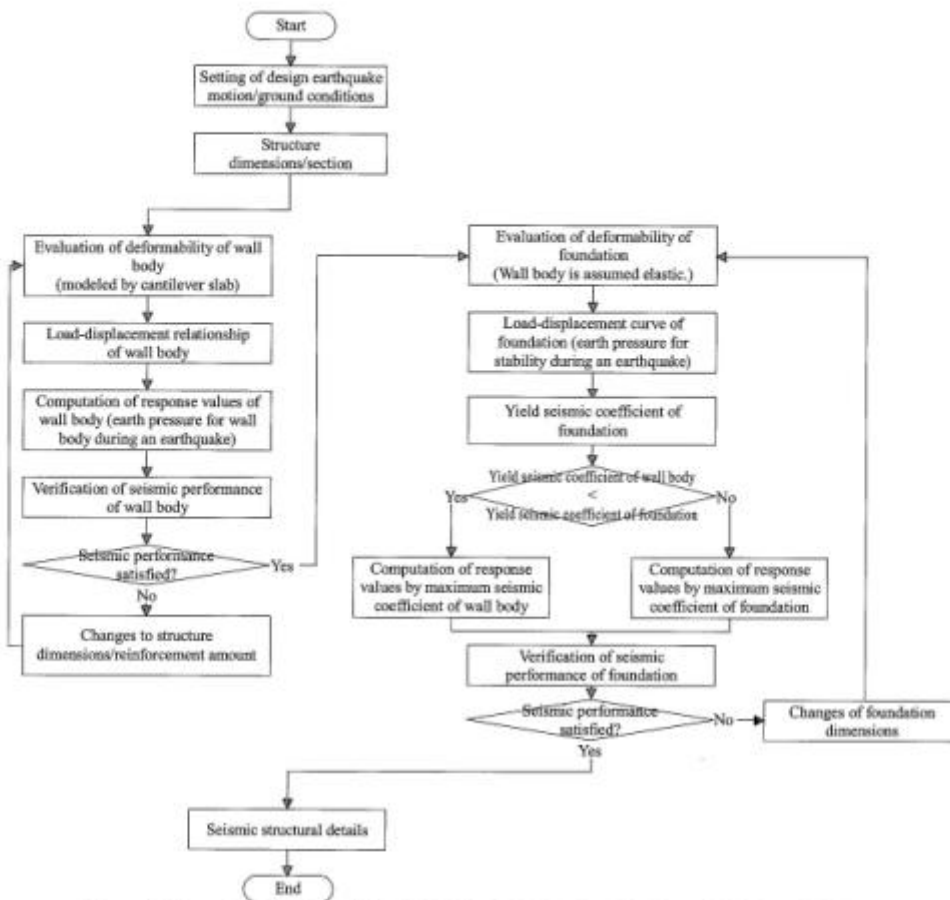 Start
Setting of design earthquake
motion/ground conditions
Structure
dimensions/section
Evaluation of deformability of wall
body
(modeled by cantilever slab)
Load-displacement relationship
of wall body
Computation of response values of
wall body (earth pressure for wall
body during an earthquake)
Verification of seismic performance
of wall body
Seismic performance
satisfied?
Yes
No
Changes to structure
dimensions/reinforcement amount
Evaluation of deformability of
foundation
(Wall body is assumed elastic.)
Load-displacement curve of
foundation (earth pressure for
stability during an earthquake)
Yield seismic coefficient of
foundation
Yield seismic coefficient of wall body
<
Yield seismic coefficient of foundation
Yes
No
Computation of response
values by maximum seismic
coefficient of wall body
Computation of response
values by maximum seismic
coefficient of foundation
Verification of seismic
performance of foundation
Seismic performance
satisfied?
No
Changes of foundation
dimensions
Yes
Seismic structural details
End